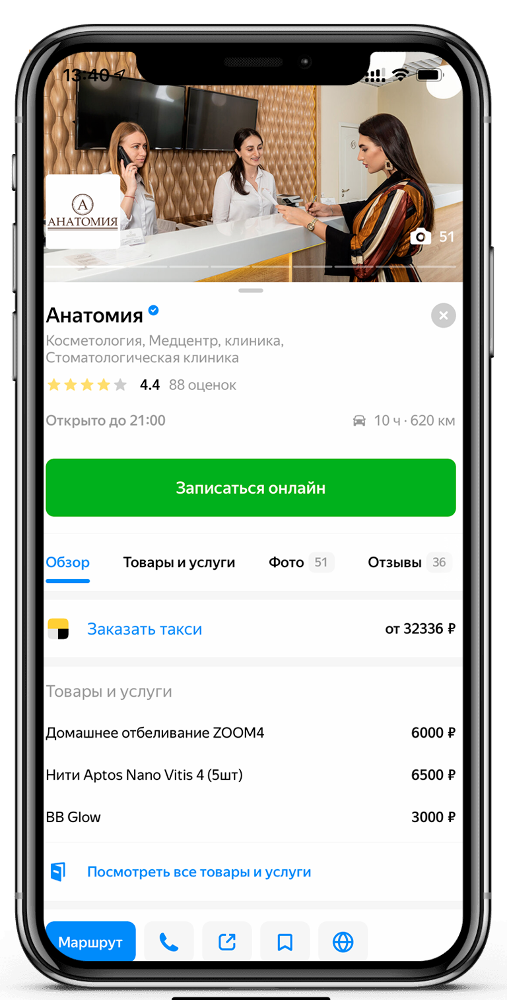 13:40
А
АНАТОМИЯ
51
Анатомия
Косметология, Медцентр, клиника,
Стоматологическая клиника
4.4 88 оценок
Открыто до 21:00 10 ч · 620 км
Записаться онлайн
Обзор Товары и услуги Фото 51 Отзывы 36
Заказать такси от 32336 ₽
Товары и услуги
Домашнее отбеливание ZOOM4 6000 ₽
Нити Aptos Nano Vitis 4 (5шт) 6500 ₽
BB Glow 3000 ₽
Посмотреть все товары и услуги
Маршрут